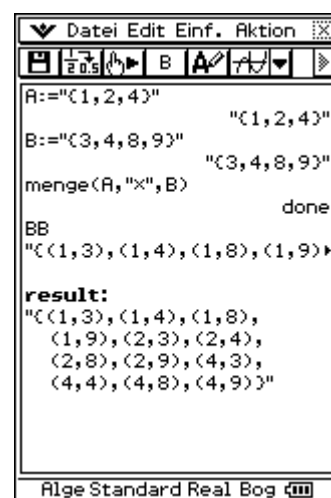 Datei Edit Einf. Aktion
B
A:="{1,2,4}"
"{1,2,4}"
B:="{3,4,8,9}"
"{3,4,8,9}"
menge(A,"×",B)
done
BB
"{(1,3),(1,4),(1,8),(1,9)
result:
"{(1,3),(1,4),(1,8),
(1,9),(2,3),(2,4),
(2,8),(2,9),(4,3),
(4,4),(4,8),(4,9)}"
Alge Standard Real Bog